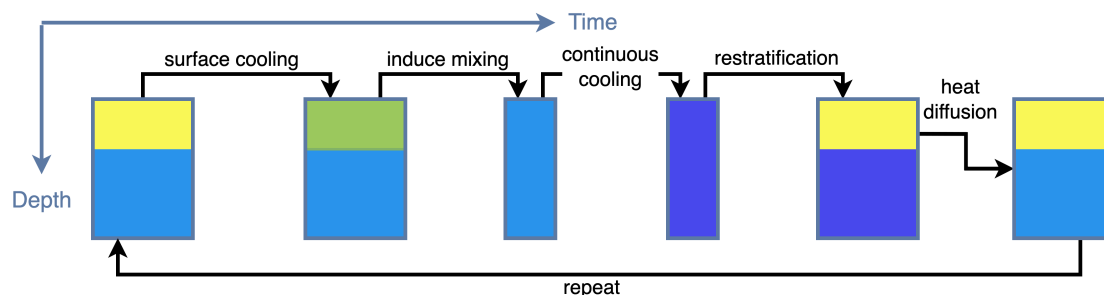 Time
surface cooling
induce mixing
continuous
cooling
restratification
heat
diffusion
Depth
repeat